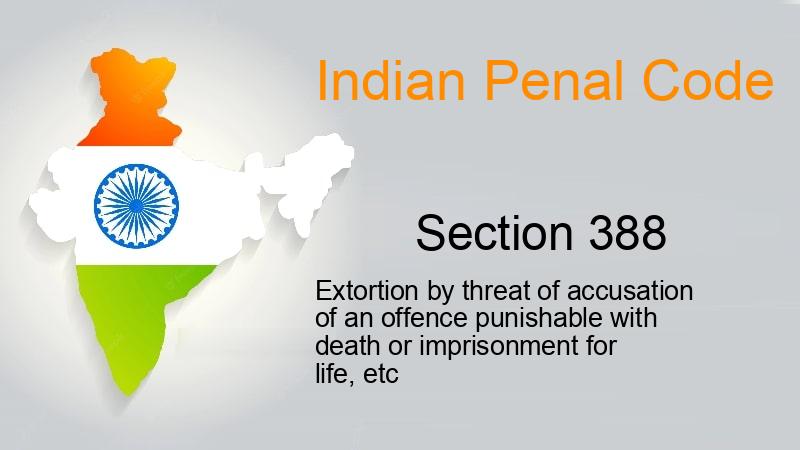 Indian Penal Code
Section 388
Extortion by threat of accusation
of an offence punishable with
death or imprisonment for
life, etc